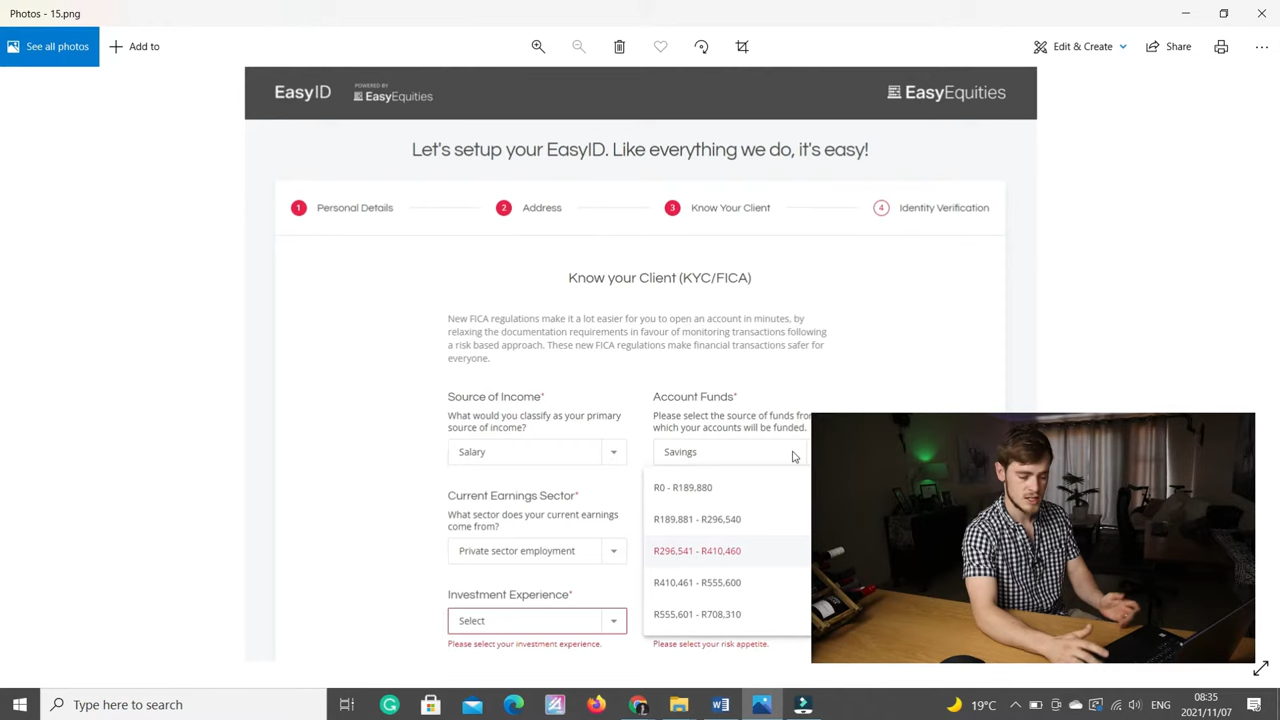 Photos - 15.png
See all photos
Add to
Edit & Create
Share
EasyID
POWERED BY
EasyEquities
EasyEquities
Let's setup your EasyID. Like everything we do, it's easy!
1 Personal Details
2 Address
3 Know Your Client
4 Identity Verification
Know your Client (KYC/FICA)
New FICA regulations make it a lot easier for you to open an account in minutes, by
relaxing the documentation requirements in favour of monitoring transactions following
a risk based approach. These new FICA regulations make financial transactions safer for
everyone.
Source of Income*
What would you classify as your primary
source of income?
Salary
Account Funds*
Please select the source of funds from
which your accounts will be funded.
Savings
Current Earnings Sector*
What sector does your current earnings
come from?
Private sector employment
R0 - R189,880
R189,881 - R296,540
R296,541 - R410,460
R410,461 - R555,600
R555,601 - R708,310
Investment Experience*
Select
Please select your investment experience.
Please select your risk appetite.
Type here to search
19°C
ENG
08:35
2021/11/07